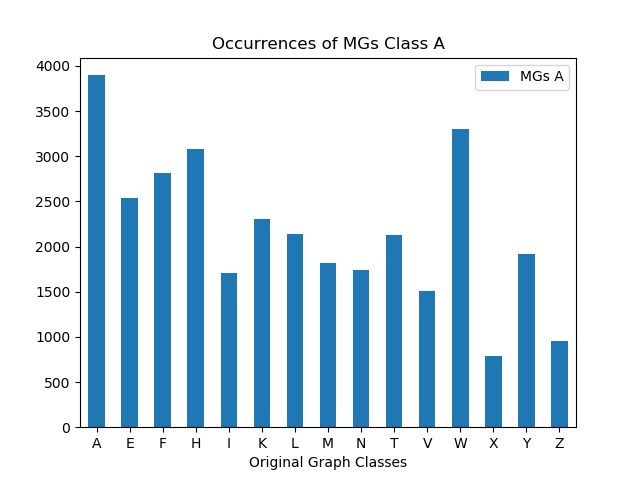 Occurrences of MGs Class A
MGs A
4000
3500
3000
2500
2000
1500
1000
500
0
A E F H I K L M N T V W X Y Z
Original Graph Classes